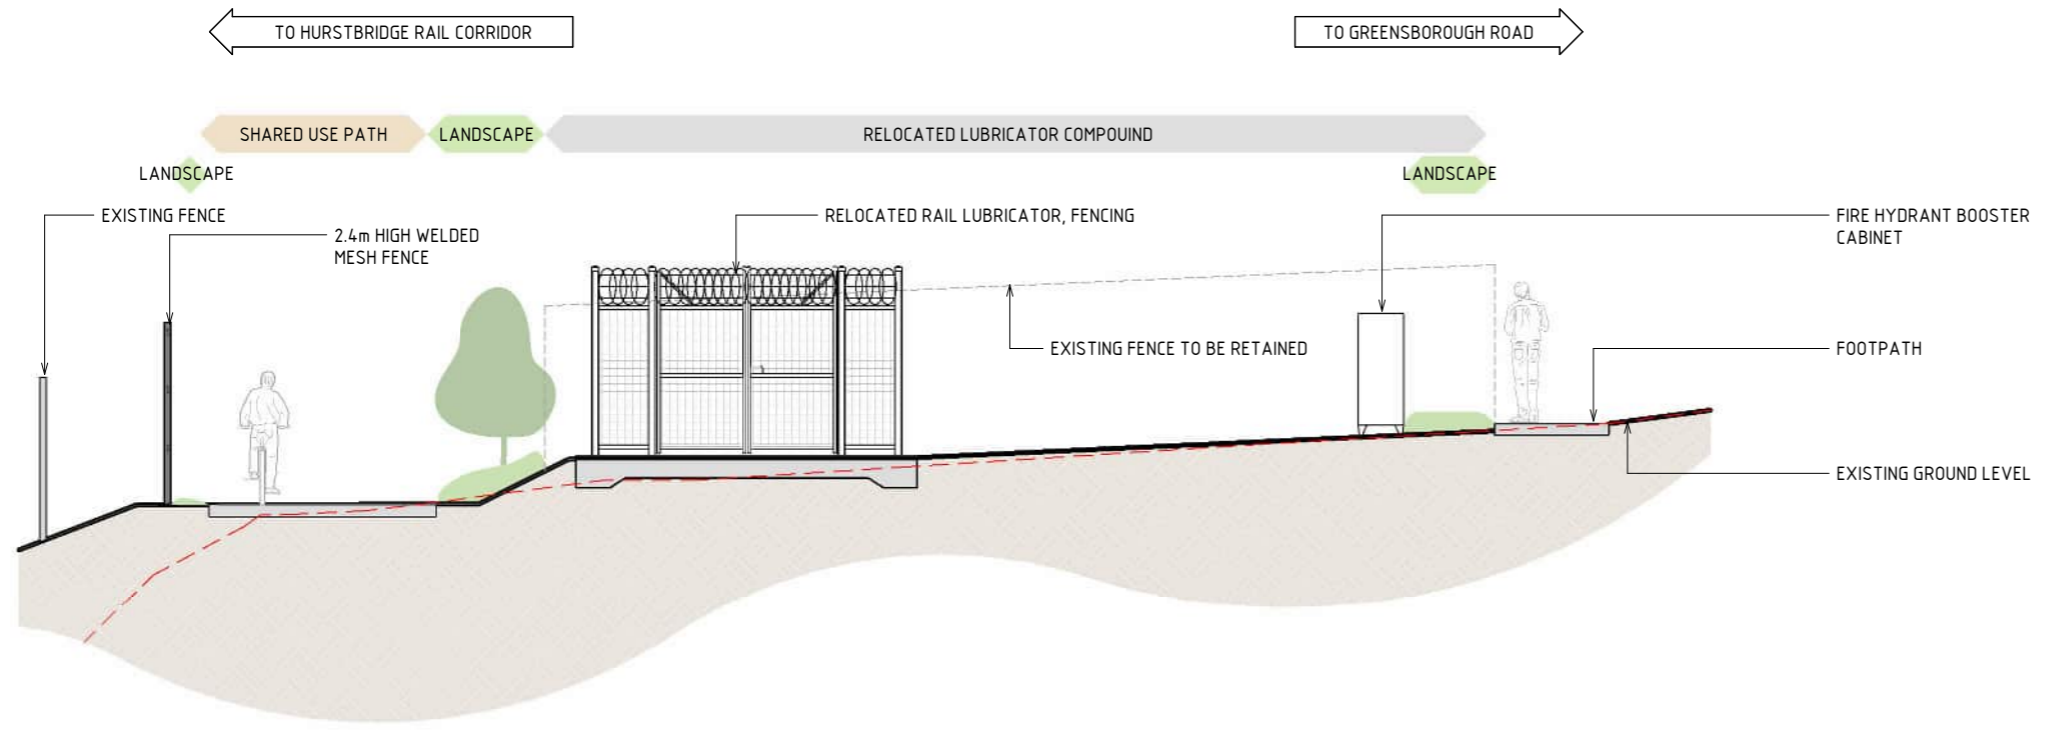 TO HURSTBRIDGE RAIL CORRIDOR
TO GREENSBOROUGH ROAD
SHARED USE PATH
LANDSCAPE
RELOCATED LUBRICATOR COMPOUIND
LANDSCAPE
LANDSCAPE
EXISTING FENCE
2.4m HIGH WELDED
MESH FENCE
RELOCATED RAIL LUBRICATOR, FENCING
FIRE HYDRANT BOOSTER
CABINET
EXISTING FENCE TO BE RETAINED
FOOTPATH
EXISTING GROUND LEVEL